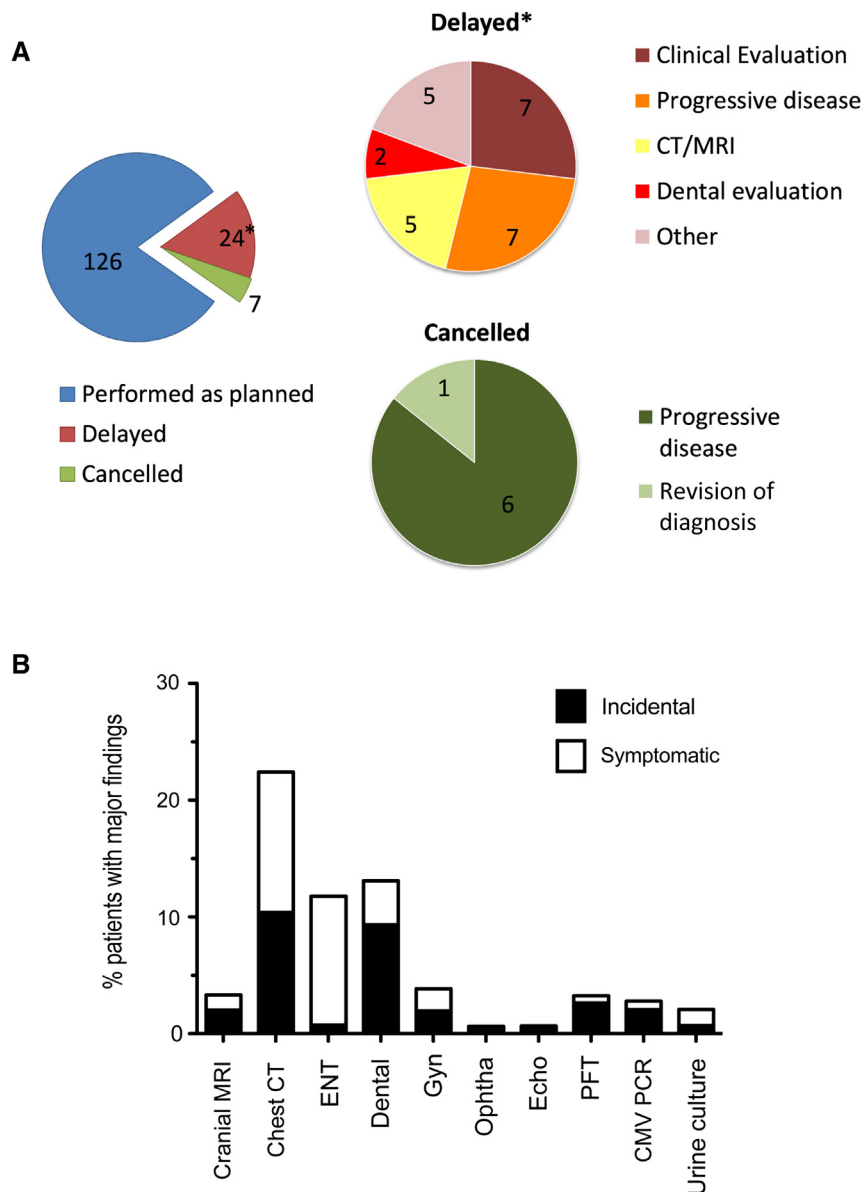 A
126
24*
7
Performed as planned
Delayed
Cancelled
Delayed*
7
7
5
2
5
Clinical Evaluation
Progressive disease
CT/MRI
Dental evaluation
Other
Cancelled
1
6
Progressive
disease
Revision of
diagnosis
B
% patients with major findings
30
20
10
0
Incidental
Symptomatic
Cranial MRI
Chest CT
ENT
Dental
Gyn
Ophtha
Echo
PFT
CMV PCR
Urine culture